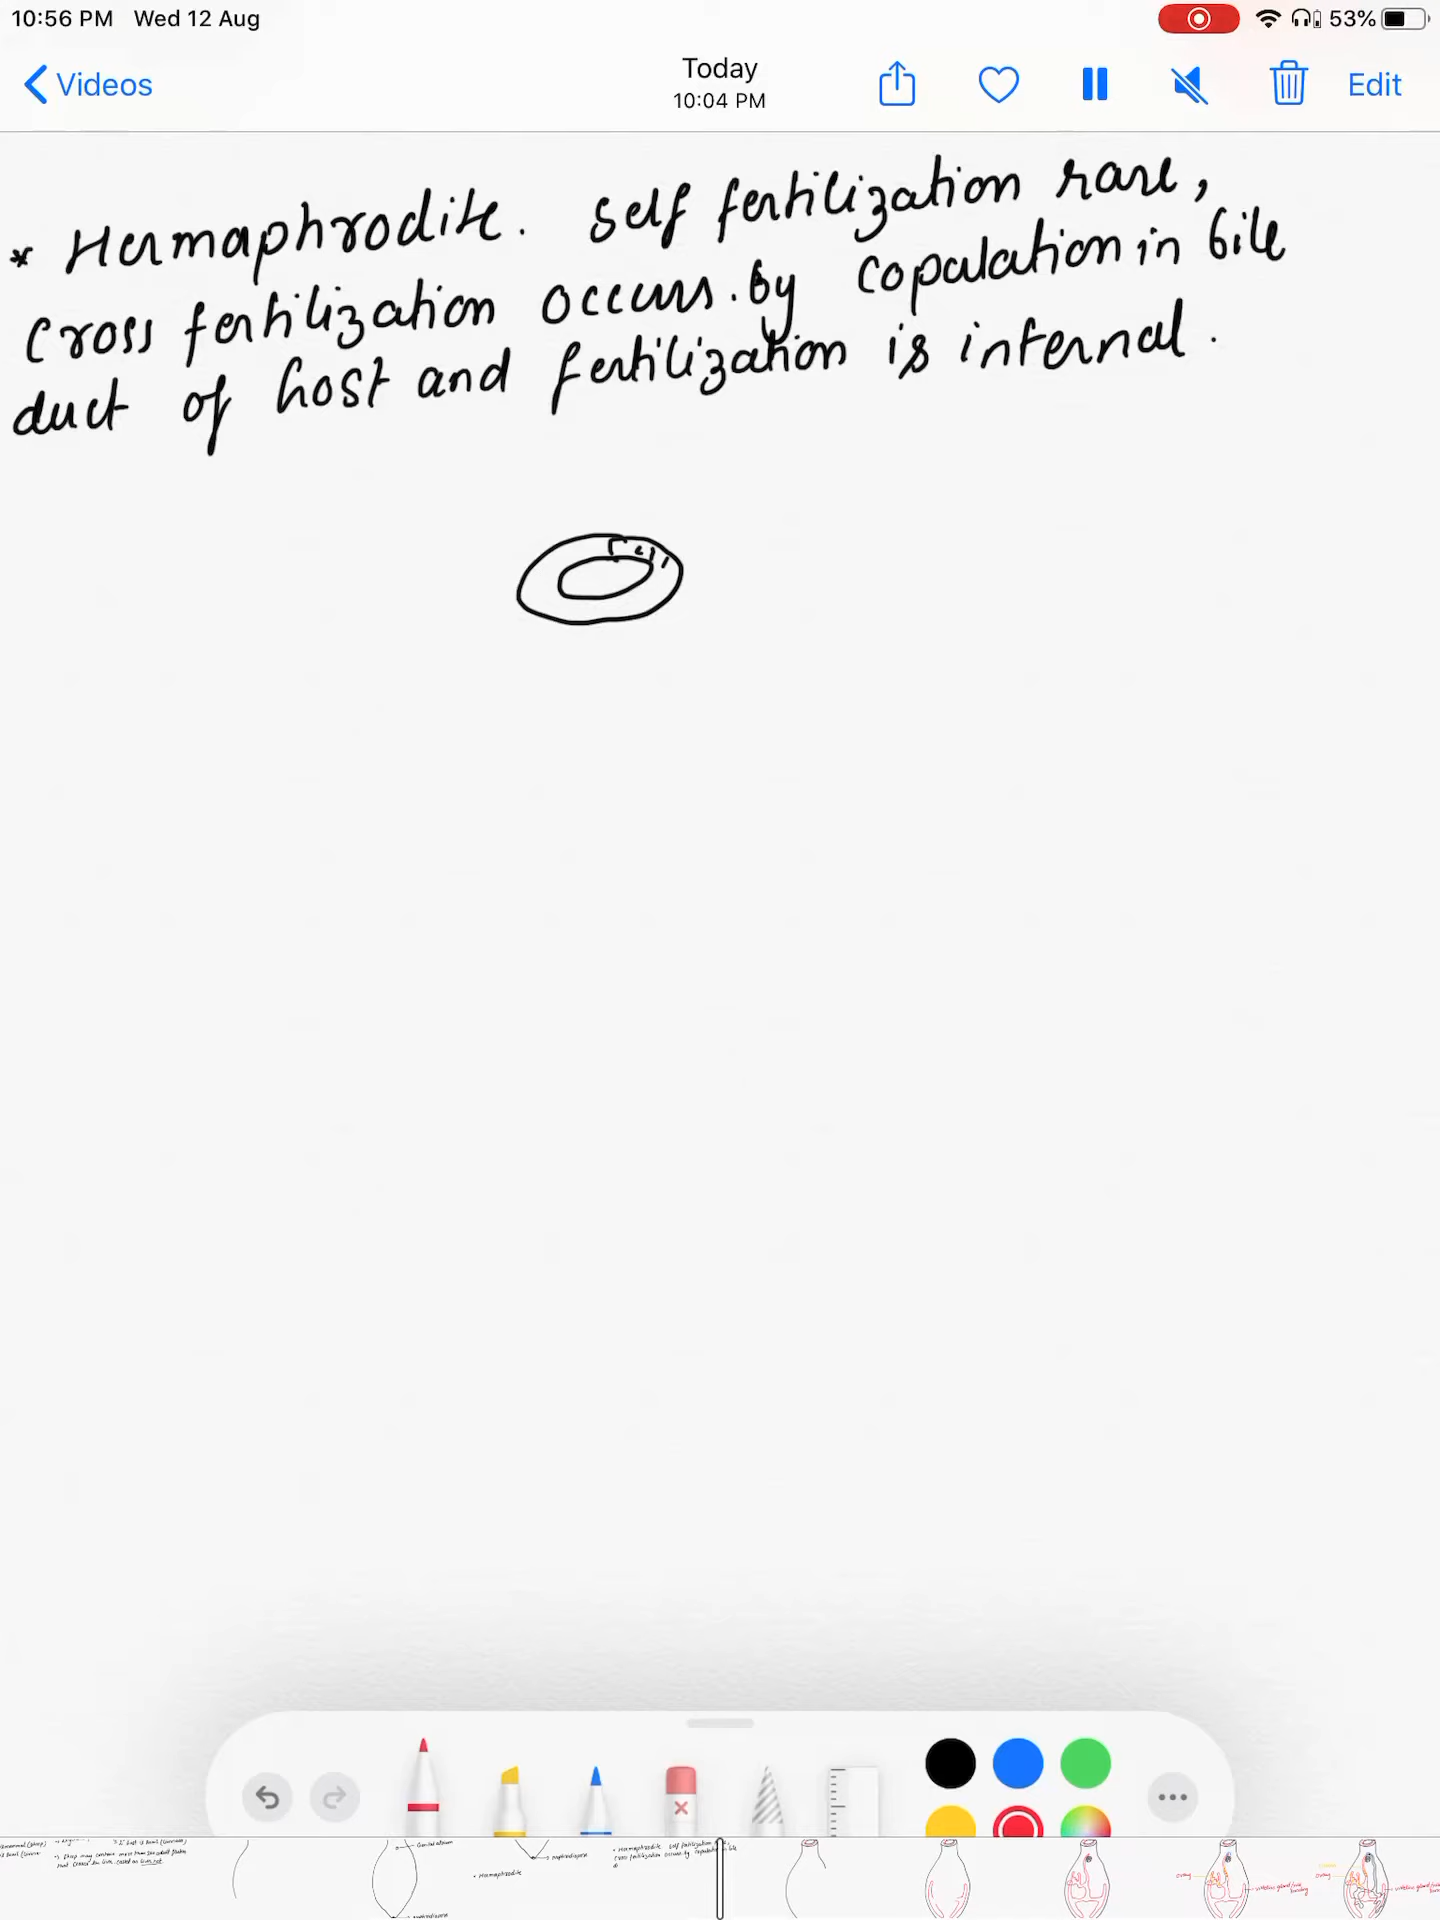 10:56 PM Wed 12 Aug
53%
Videos
Today
10:04 PM
Edit
* Hermaphrodite. Self fertilization rare,
Cross fertilization occurs. by copulation in bile
duct of host and fertilization is internal.